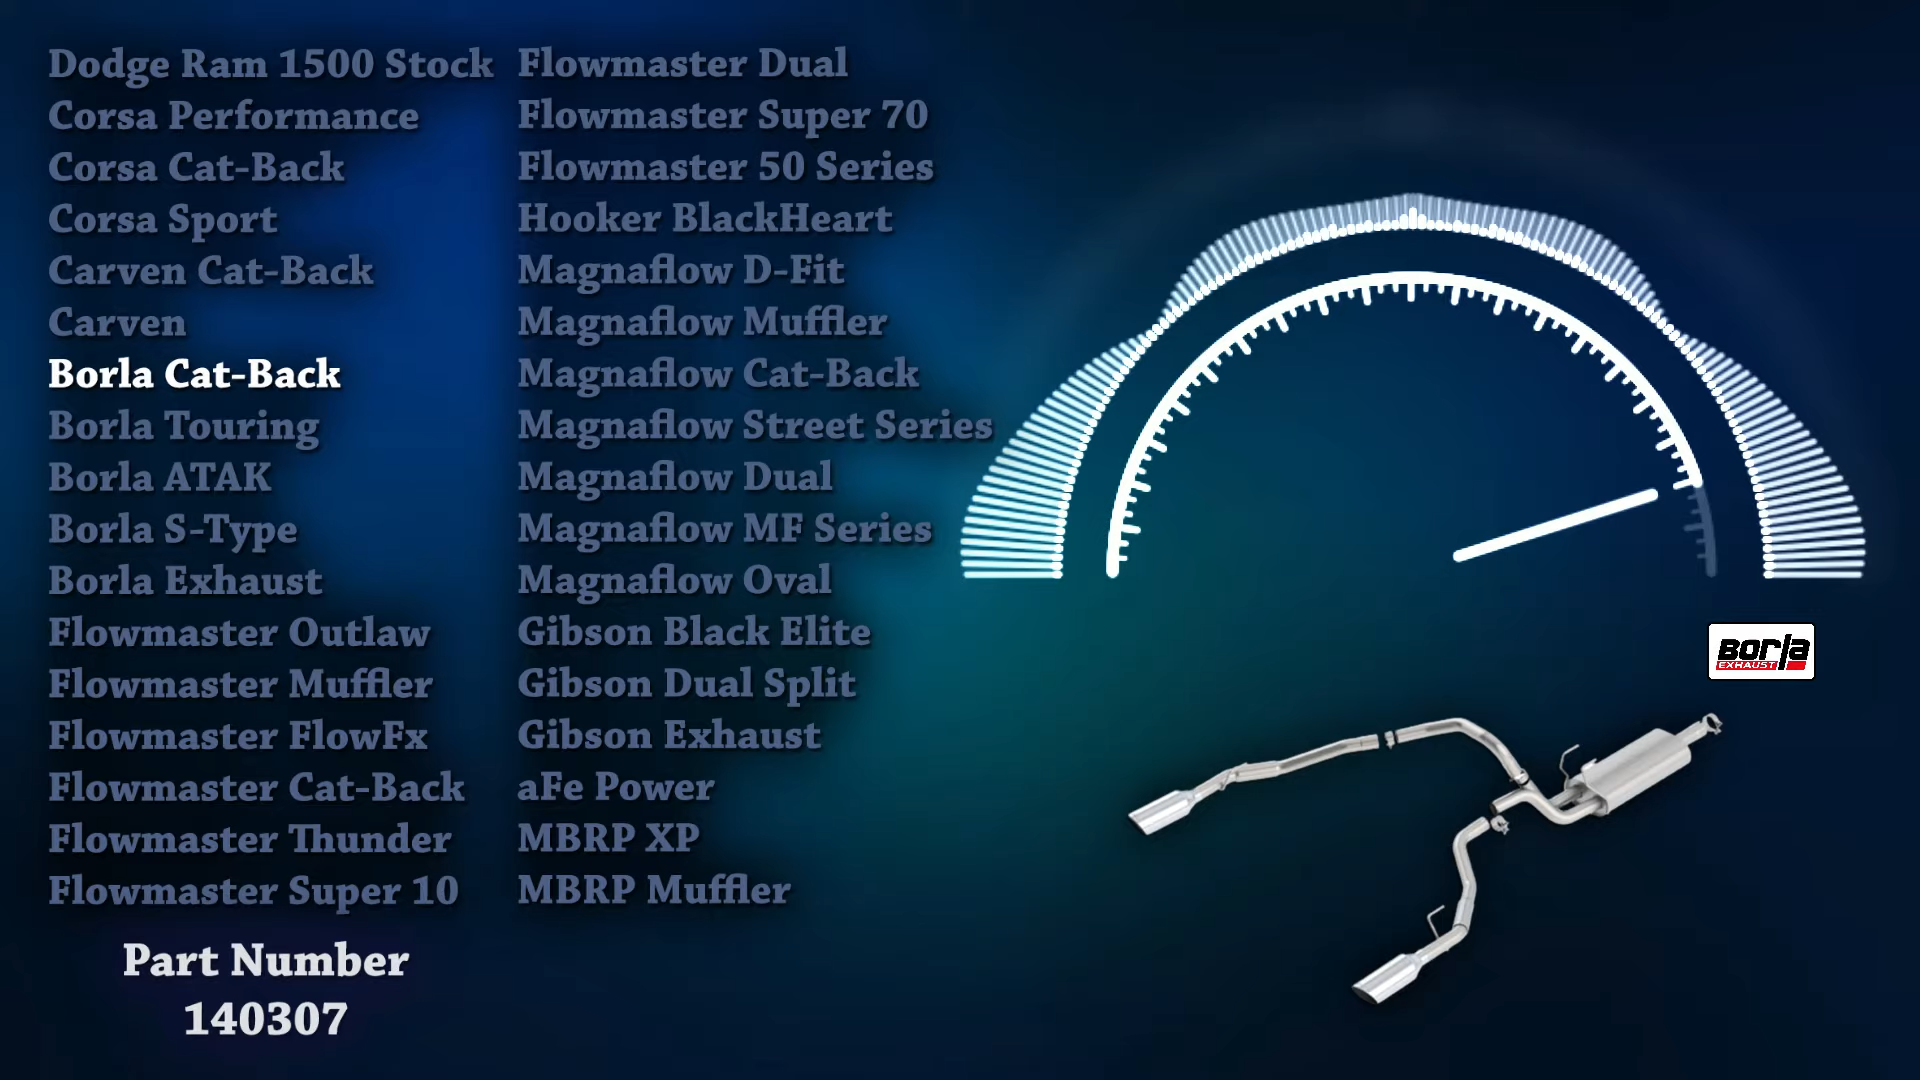 Dodge Ram 1500 Stock
Corsa Performance
Corsa Cat-Back
Corsa Sport
Carven Cat-Back
Carven
Borla Cat-Back
Borla Touring
Borla ATAK
Borla S-Type
Borla Exhaust
Flowmaster Outlaw
Flowmaster Muffler
Flowmaster FlowFx
Flowmaster Cat-Back
Flowmaster Thunder
Flowmaster Super 10
Flowmaster Dual
Flowmaster Super 70
Flowmaster 50 Series
Hooker BlackHeart
Magnaflow D-Fit
Magnaflow Muffler
Magnaflow Cat-Back
Magnaflow Street Series
Magnaflow Dual
Magnaflow MF Series
Magnaflow Oval
Gibson Black Elite
Gibson Dual Split
Gibson Exhaust
aFe Power
MBRP XP
MBRP Muffler
Part Number
140307
Borla
EXHAUST